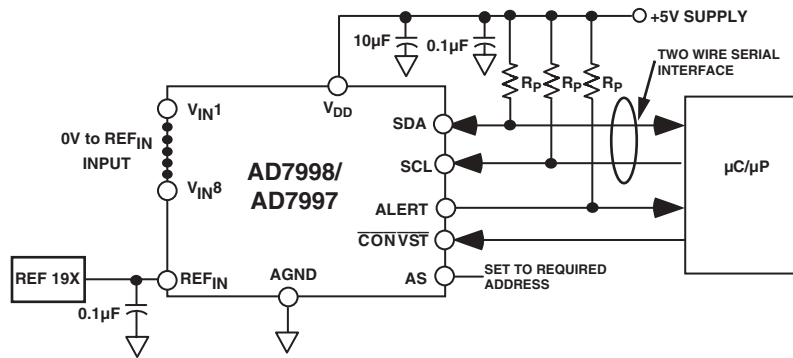 +5V SUPPLY
10µF
0.1µF
RP
RP
RP
TWO WIRE SERIAL
INTERFACE
VIN1
VDD
SDA
0V to REFIN
INPUT
SCL
µC/µP
AD7998/
AD7997
VIN8
ALERT
CONVST
REF 19X
REFIN
AGND
AS
SET TO REQUIRED
ADDRESS
0.1µF